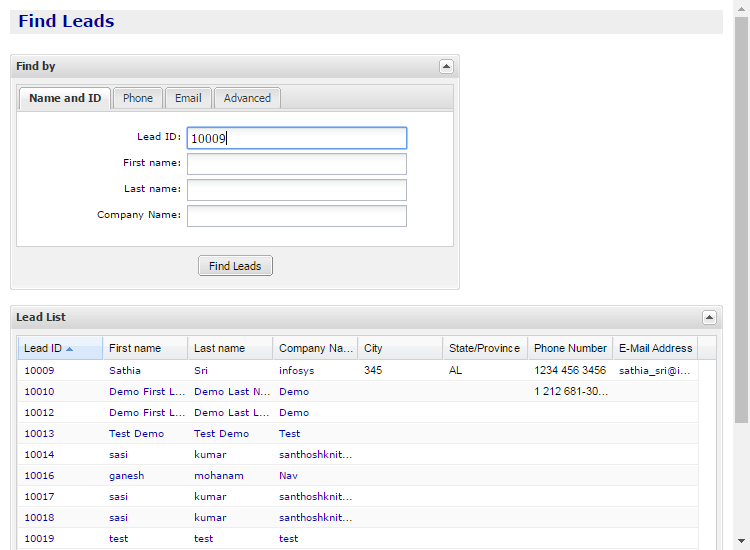 Find Leads
Find by
Name and ID Phone Email Advanced
Lead ID: 10009
First name:
Last name:
Company Name:
Find Leads
Lead List
Lead ID First name Last name Company Na... City State/Province Phone Number E-Mail Address
10009 Sathia Sri infosys 345 AL 1234 456 3456 sathia_sri@i...
10010 Demo First L... Demo Last N... Demo 1 212 681-30...
10012 Demo First L... Demo Last L... Demo
10013 Test Demo Test Demo Test
10014 sasi kumar santhoshknit...
10016 ganesh mohanam Nav
10017 sasi kumar santhoshknit...
10018 sasi kumar santhoshknit...
10019 test test test